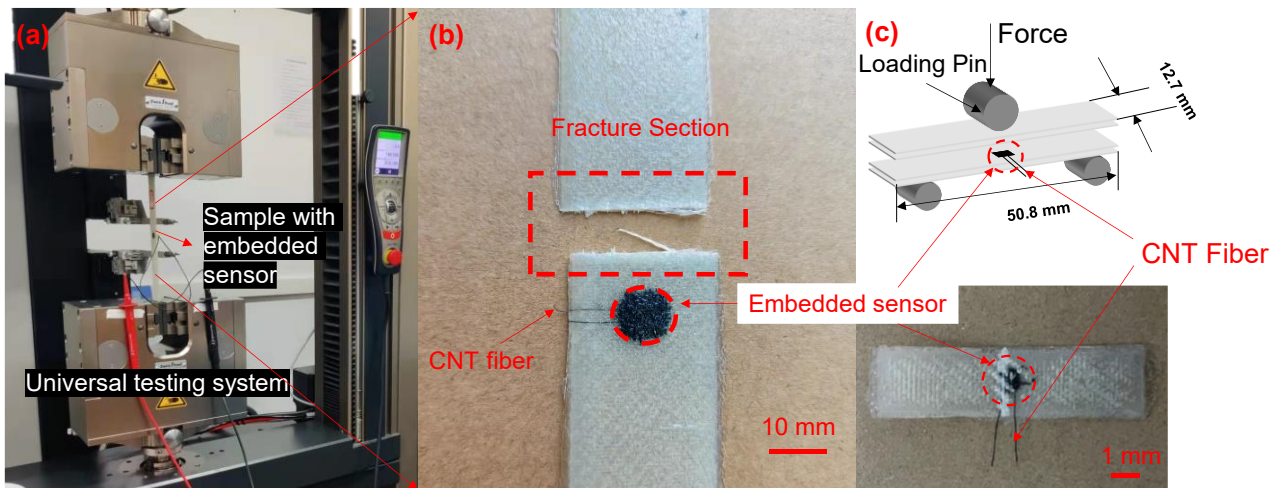 (a)
Sample with
embedded
sensor
Universal testing system
(b)
Fracture Section
CNT fiber
Embedded sensor
10 mm
(c)
Force
Loading Pin
12.7 mm
50.8 mm
CNT Fiber
1 mm